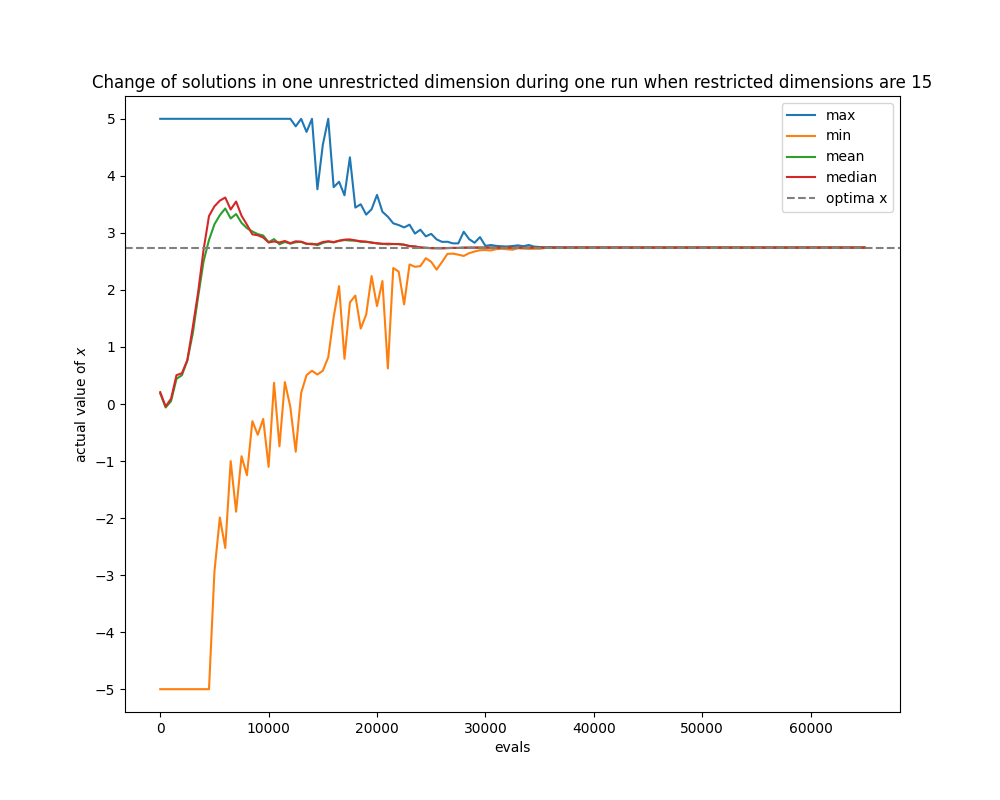 Change of solutions in one unrestricted dimension during one run when restricted dimensions are 15
max
min
mean
median
optima x
5
4
3
2
1
0
−1
−2
−3
−4
−5
actual value of x
0 10000 20000 30000 40000 50000 60000
evals